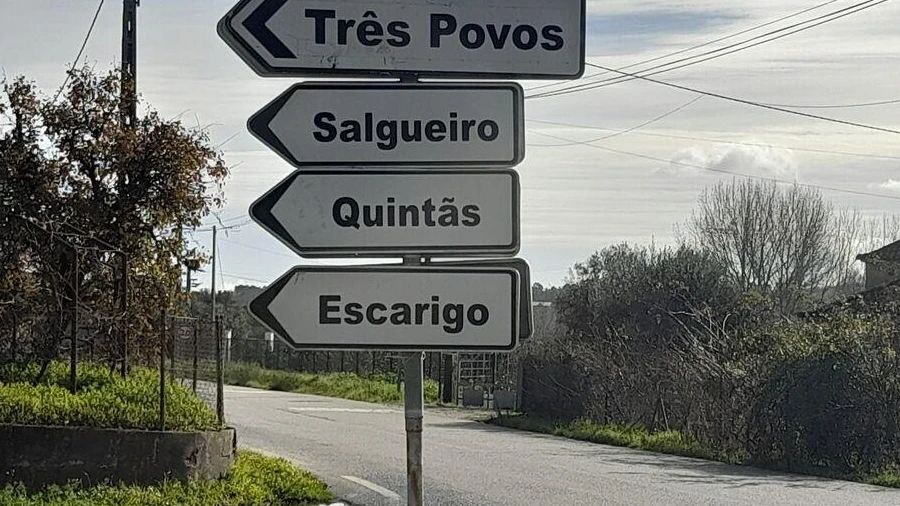 Três Povos
Salgueiro
Quintãs
Escarigo